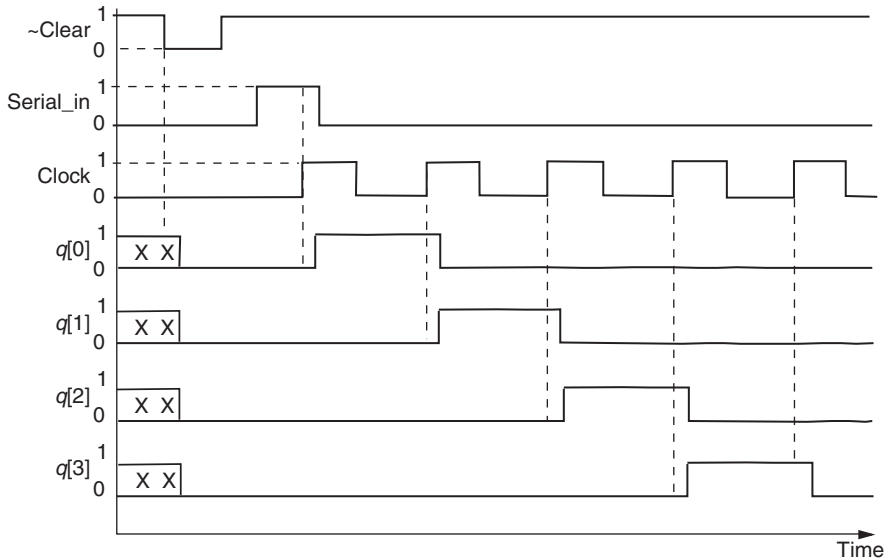 1
~Clear
0
1
Serial_in
0
1
Clock
0
1
q[0]
X X
0
1
q[1]
X X
0
1
q[2]
X X
0
1
q[3]
X X
0
Time